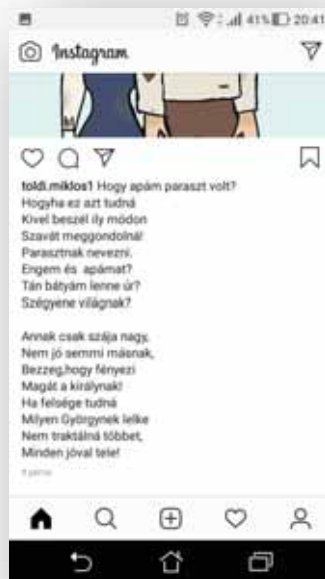 41% 20:41
Instagram
toldi.miklos1 Hogy apám paraszt volt?
Hogyha ez azt tudná
Kivel beszél ily módon
Szavát meggondolná!
Parasztnak nevezni.
Engem és apámat?
Tán bátyám lenne úr?
Szégyene világnak?
Annak csak szája nagy,
Nem jó semmi másnak,
Bezzeg,hogy fényezi
Magát a királynak!
Ha felsége tudná
Milyen Györgynek lelke
Nem traktálná többet,
Minden jóval tele!